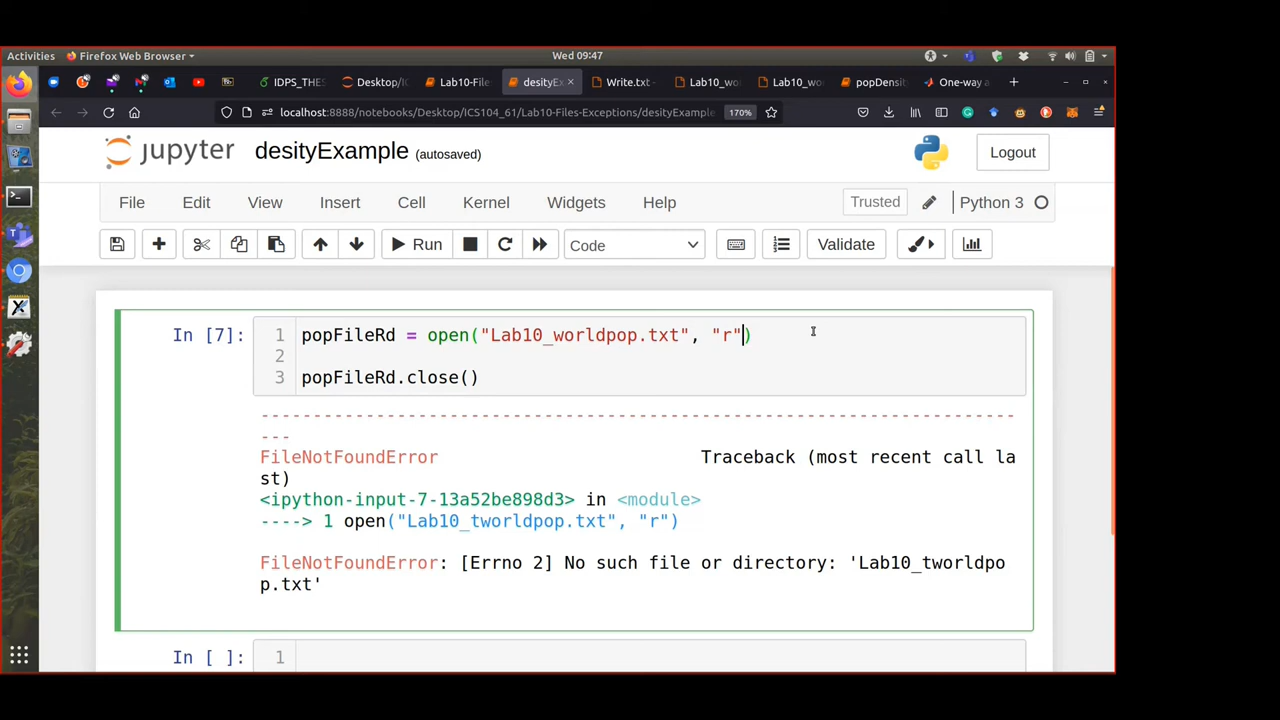 Activities Firefox Web Browser Wed 09:47
IDPS_THES Desktop/IC Lab10-File desityEx × Write.txt - Lab10_wo Lab10_wo popDensity One-way a +
localhost:8888/notebooks/Desktop/ICS104_61/Lab10-Files-Exceptions/desityExample 170%
jupyter desityExample (autosaved) Logout
File Edit View Insert Cell Kernel Widgets Help Trusted Python 3
Run Code Validate
In [7]: 1 popFileRd = open("Lab10_worldpop.txt", "r")
2
3 popFileRd.close()
---------------------------------------------------------------------------
FileNotFoundError Traceback (most recent call last)
<ipython-input-7-13a52be898d3> in <module>
----> 1 open("Lab10_tworldpop.txt", "r")
FileNotFoundError: [Errno 2] No such file or directory: 'Lab10_tworldpo
p.txt'
In [ ]: 1